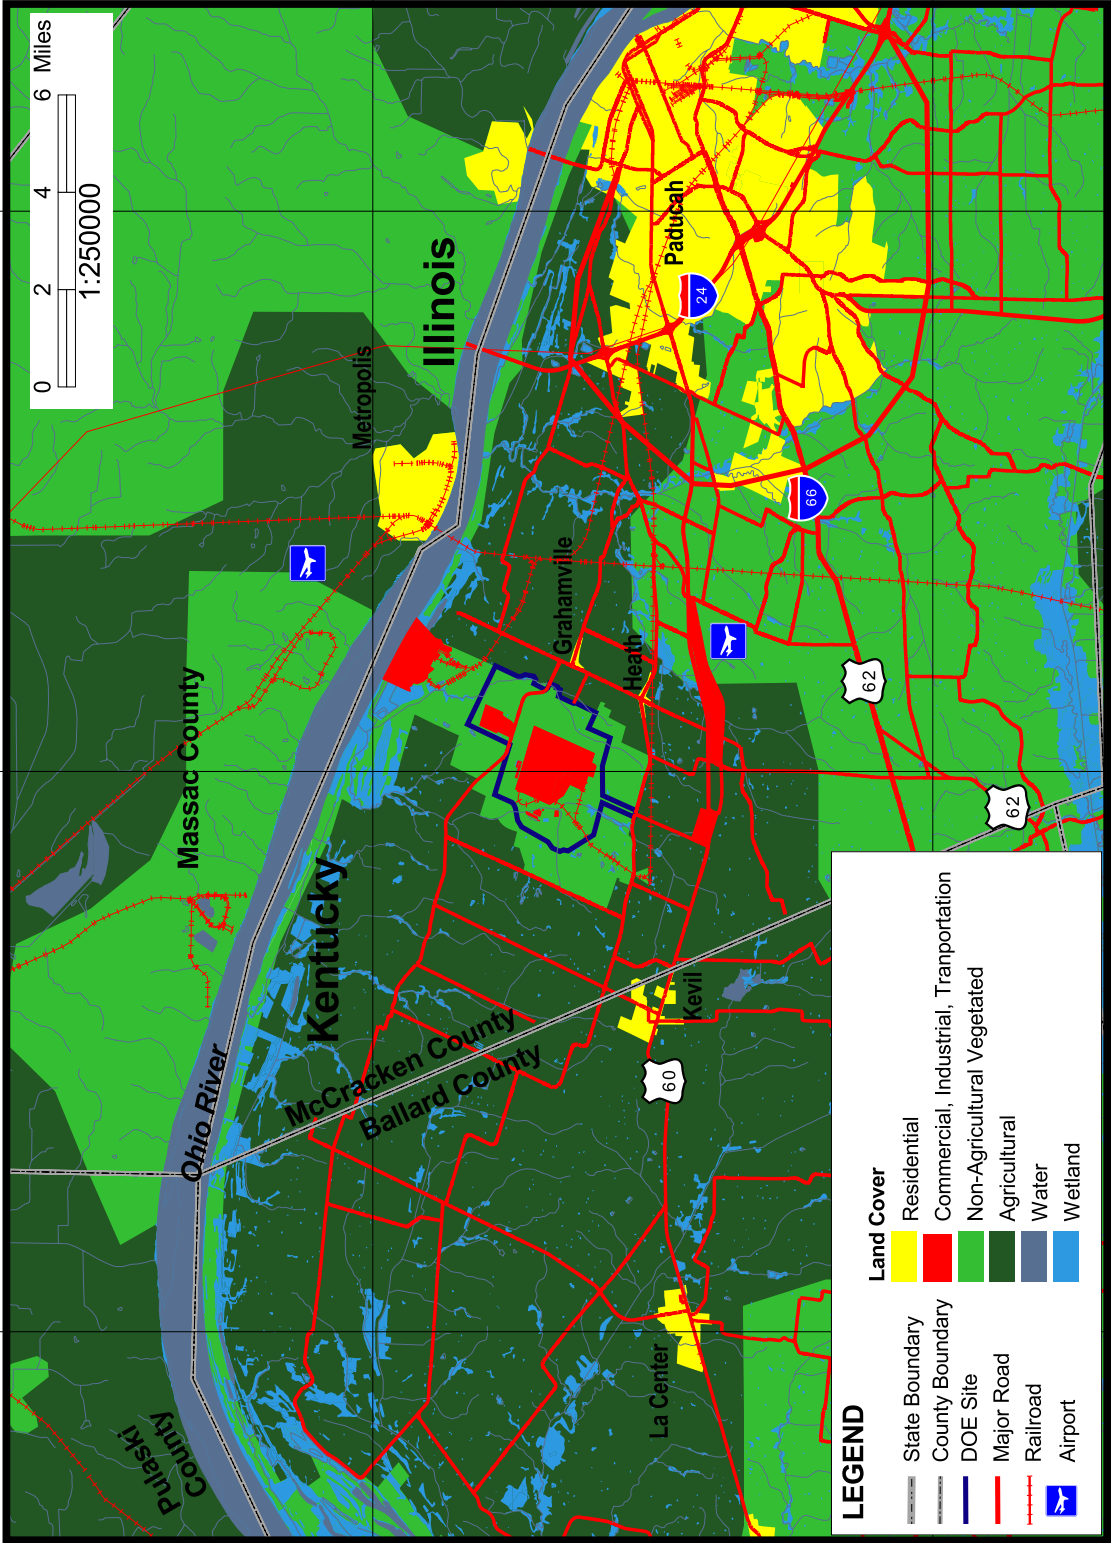 0 2 4 6 Miles
1:250000
Illinois
Metropolis
Massac County
Paducah
24
Grahamville
Heath
66
62
62
Kentucky
Ohio River
McCracken County
Ballard County
Kevil
60
La Center
Pulaski
County
LEGEND
State Boundary
County Boundary
DOE Site
Major Road
Railroad
Airport
Land Cover
Residential
Commercial, Industrial, Tranportation
Non-Agricultural Vegetated
Agricultural
Water
Wetland